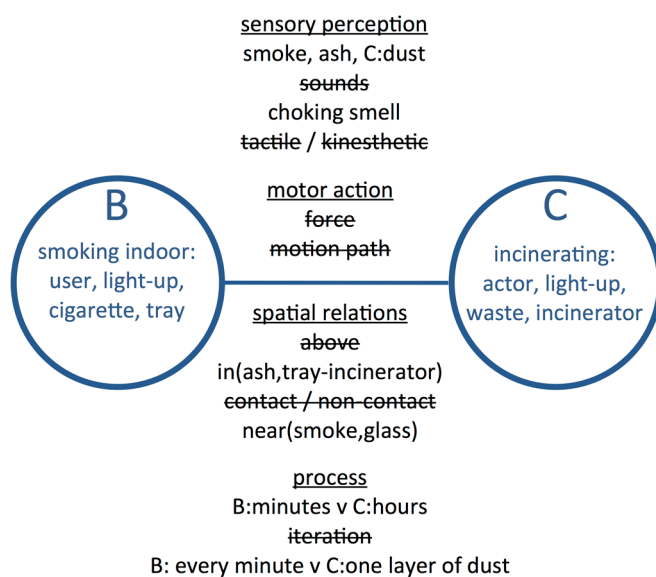 sensory perception
smoke, ash, C:dust
sounds
choking smell
tactile / kinesthetic
B
smoking indoor:
user, light-up,
cigarette, tray
motor action
force
motion path
C
incinerating:
actor, light-up,
waste, incinerator
spatial relations
above
in(ash,tray-incinerator)
contact / non-contact
near(smoke,glass)
process
B:minutes v C:hours
iteration
B: every minute v C:one layer of dust